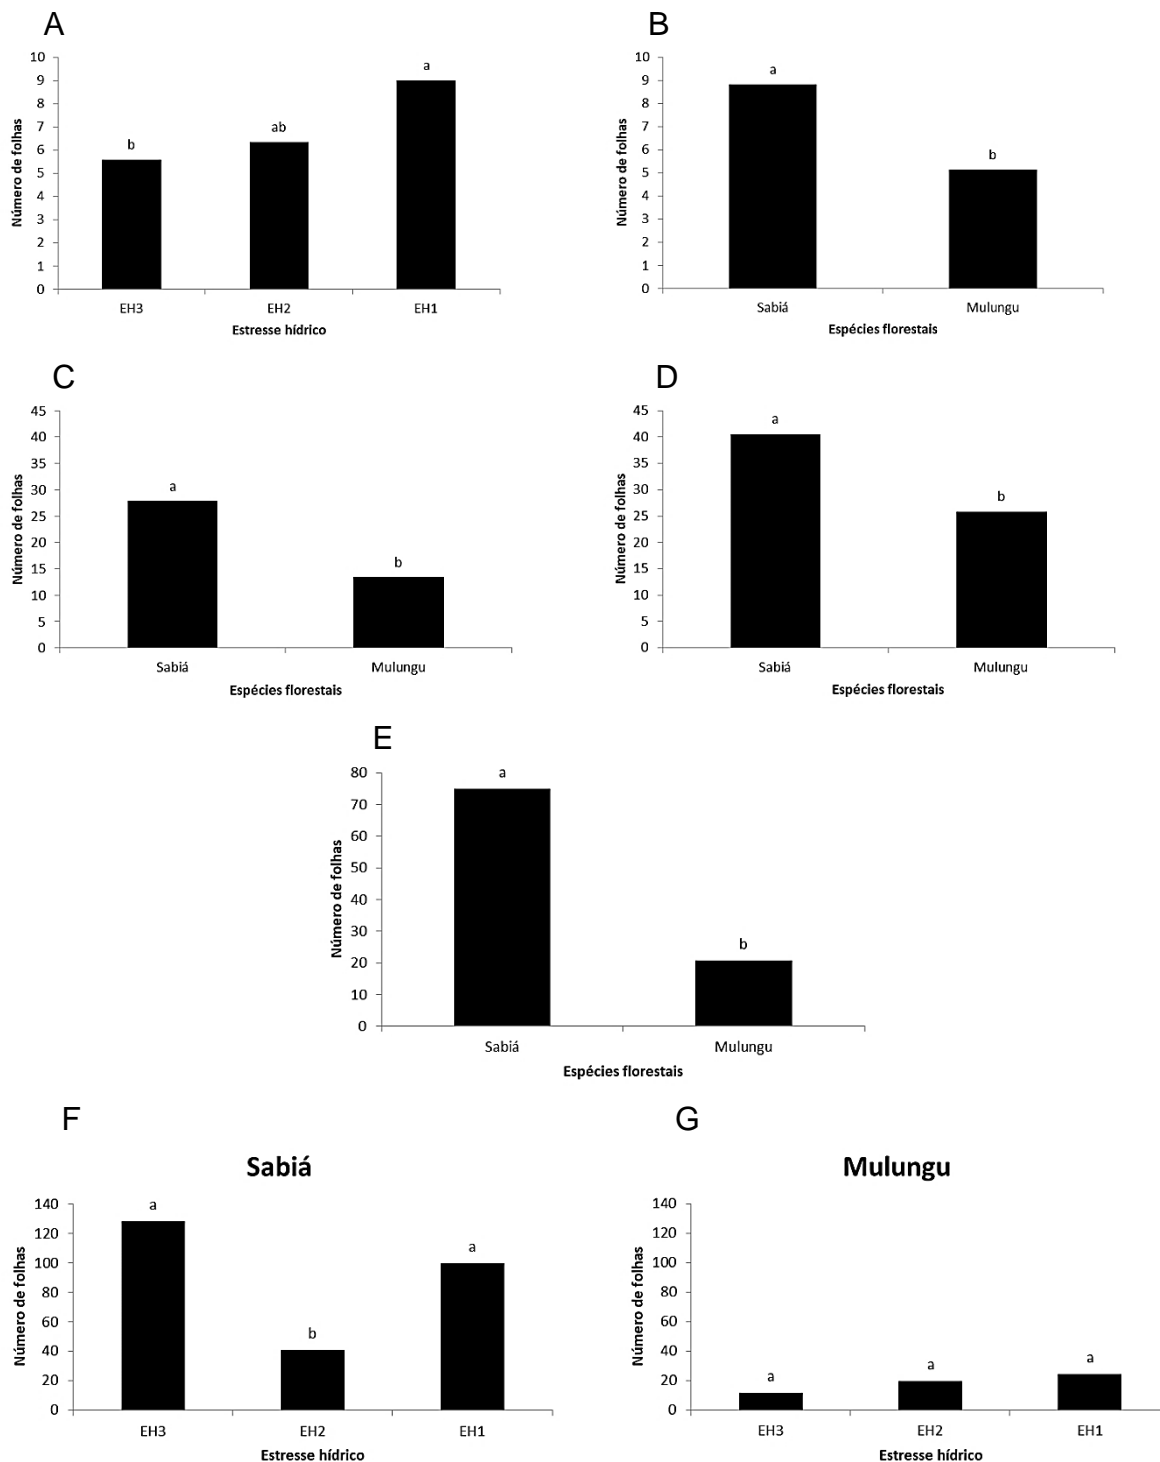 A
10
9
8
7
6
5
4
3
2
1
0
Número de folhas
b
ab
a
EH3
EH2
EH1
Estresse hídrico
B
10
9
8
7
6
5
4
3
2
1
0
Número de folhas
a
b
Sabiá
Mulungu
Espécies florestais
C
45
40
35
30
25
20
15
10
5
0
Número de folhas
a
b
Sabiá
Mulungu
Espécies florestais
D
45
40
35
30
25
20
15
10
5
0
Número de folhas
a
b
Sabiá
Mulungu
Espécies florestais
E
80
70
60
50
40
30
20
10
0
Número de folhas
a
b
Sabiá
Mulungu
Espécies florestais
F
Sabiá
140
120
100
80
60
40
20
0
Número de folhas
a
b
a
EH3
EH2
EH1
Estresse hídrico
G
Mulungu
140
120
100
80
60
40
20
0
Número de folhas
a
a
a
EH3
EH2
EH1
Estresse hídrico